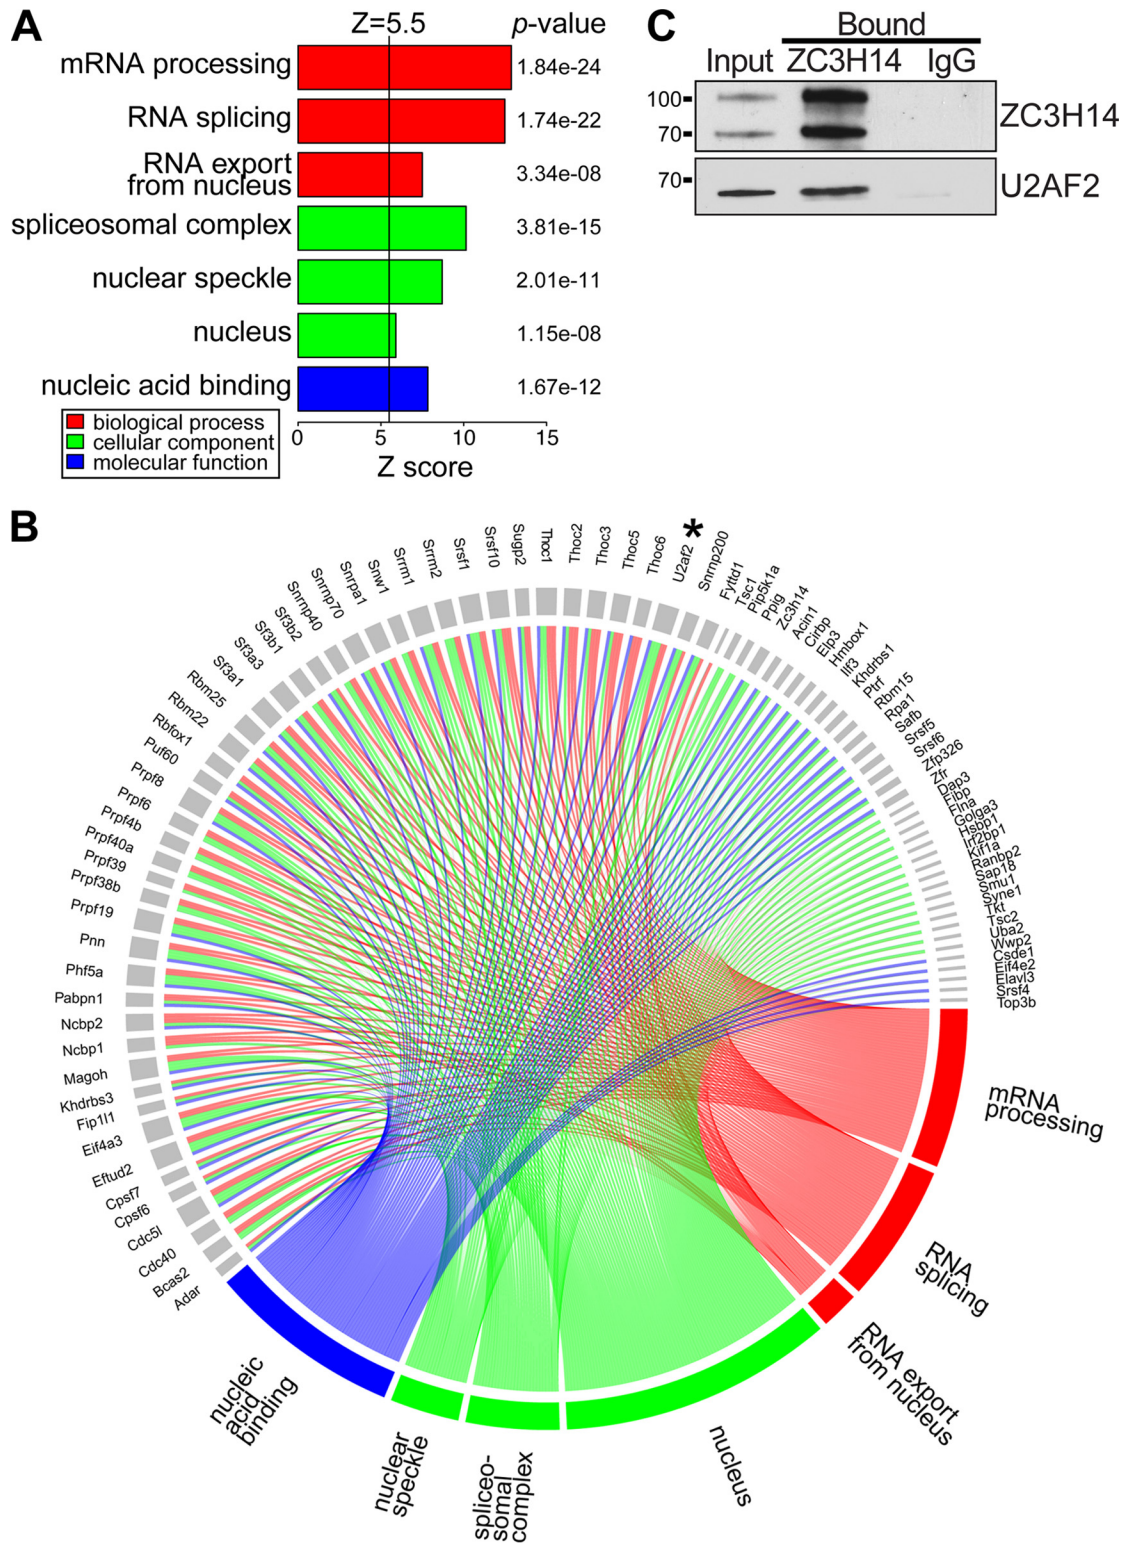 A
Z=5.5
p-value
mRNA processing
1.84e-24
RNA splicing
1.74e-22
RNA export
from nucleus
3.34e-08
spliceosomal complex
3.81e-15
nuclear speckle
2.01e-11
nucleus
1.15e-08
nucleic acid binding
1.67e-12
biological process
cellular component
molecular function
0
5
10
15
Z score
C
Bound
Input
ZC3H14
IgG
100
70
ZC3H14
70
U2AF2
B
Adar
Bcas2
Cdc40
Cdc5l
Cpsf6
Cpsf7
Eftud2
Eif4a3
Fip1l1
Khdrbs3
Magoh
Ncbp1
Ncbp2
Pabpn1
Phf5a
Pnn
Prpf19
Prpf38b
Prpf39
Prpf40a
Prpf4b
Prpf6
Prpf8
Puf60
Rbfox1
Rbm22
Rbm25
Sf3a1
Sf3a3
Sf3b1
Sf3b2
Snrnp40
Snrnp70
Snrpa1
Snw1
Srrm1
Srrm2
Srsf1
Srsf10
Sugp2
Thoc1
Thoc2
Thoc3
Thoc5
Thoc6
U2af2
*
Snrnp200
Fyttd1
Tsc1
Pip5k1a
Ppig
Zc3h14
Acin1
Cirbp
Elp3
Hmbox1
Ilf3
Khdrbs1
Ptrf
Rbm15
Rpa1
Safb
Srsf5
Srsf6
Zfp326
Zfr
Dap3
Fibp
Flna
Golga3
Hsbp1
Irf2bp1
Kif1a
Ranbp2
Sap18
Smu1
Syne1
Tkt
Tsc2
Uba2
Wwp2
Csde1
Eif4e2
Elavl3
Srsf4
Top3b
mRNA
processing
RNA
splicing
RNA export
from nucleus
nucleus
spliceo-
somal
complex
nuclear
speckle
nucleic
acid
binding